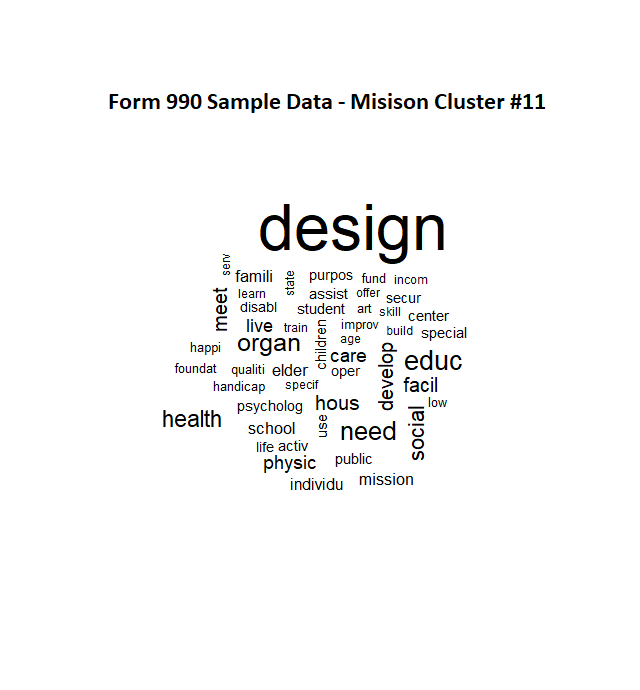 Form 990 Sample Data - Misison Cluster #11
design
serv
famili
state
purpos
fund
incom
learn
assist
offer
secur
meet
disabl
student
art
skill
center
live
train
children
improv
build
special
happi
organ
age
care
develop
educ
foundat
qualiti
elder
oper
handicap
specif
facil
health
psycholog
hous
low
school
use
need
social
life
activ
physic
public
individu
mission